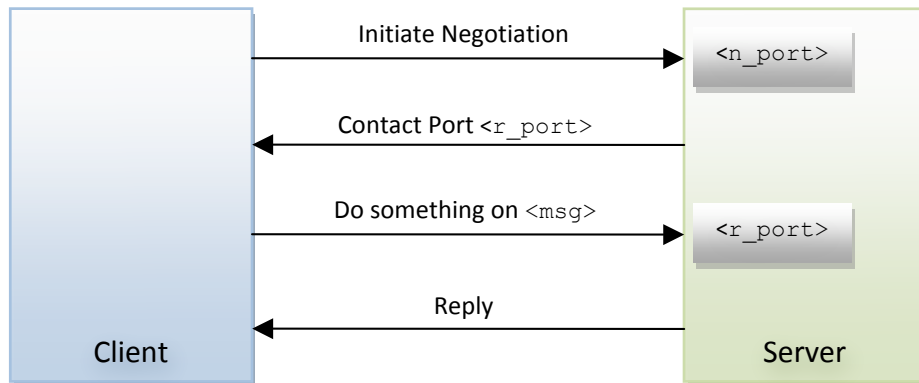 Initiate Negotiation
<n_port>
Contact Port <r_port>
Do something on <msg>
<r_port>
Reply
Client
Server